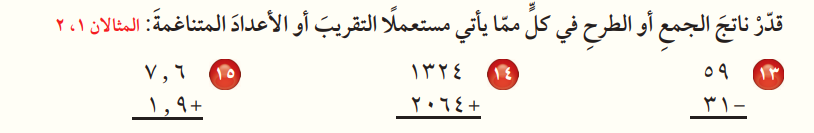 قدّرْ ناتجَ الجمعِ أو الطرحِ في كلٍّ ممّا يأتي مستعملًا التقريبَ أو الأعدادَ المتناغمةَ: المثالان ١، ٢
١٣ ٥٩ ١٤ ١٣٢٤ ١٥ ٧,٦
٣١− ٢٠٦٤+ ١,٩+